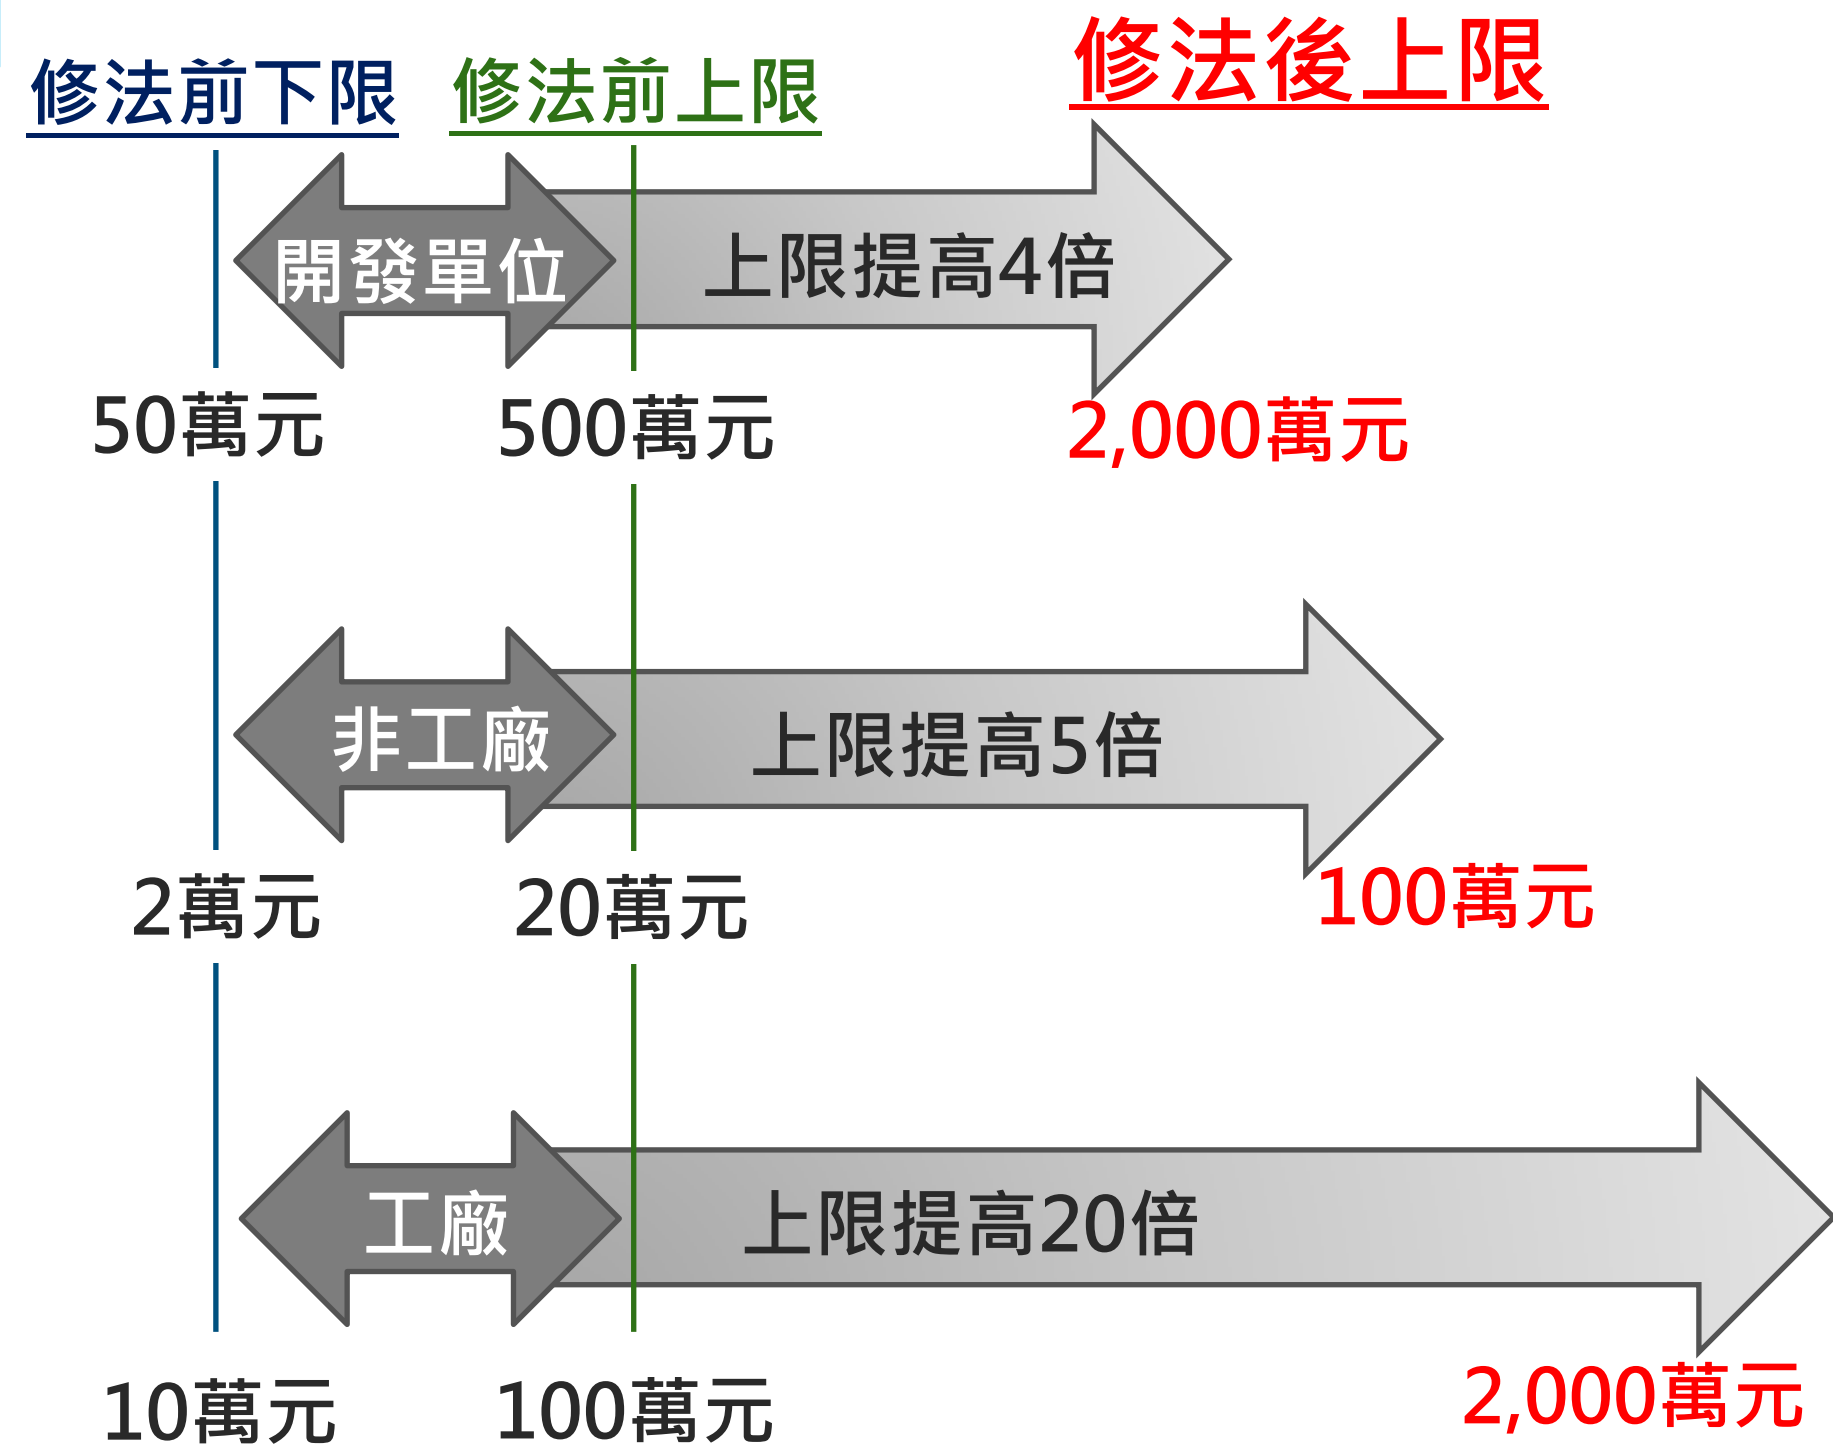 修法前下限
修法前上限
修法後上限
開發單位
上限提高4倍
50萬元
500萬元
2,000萬元
非工廠
上限提高5倍
2萬元
20萬元
100萬元
工廠
上限提高20倍
10萬元
100萬元
2,000萬元